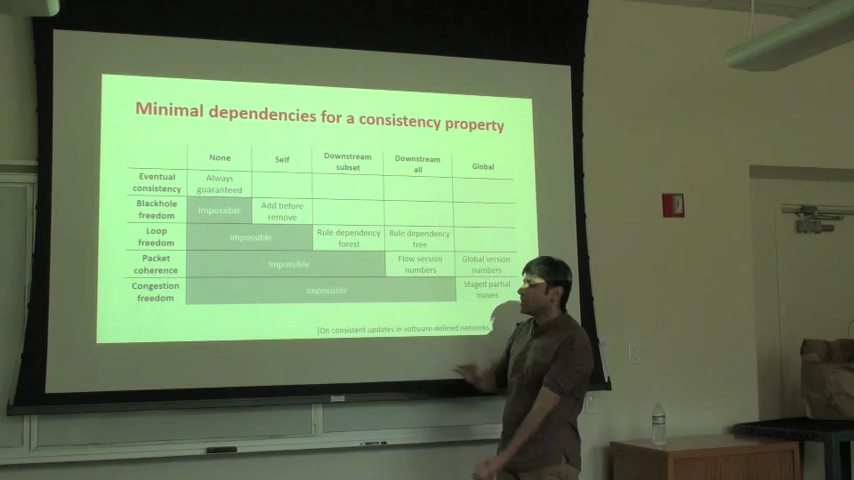 Minimal dependencies for a consistency property
None Self Downstream subset Downstream all Global
Eventual consistency Always guaranteed
Blackhole freedom Impossible Add before remove
Loop freedom Impossible Rule dependency forest Rule dependency tree
Packet coherence Impossible Flow version numbers Global version numbers
Congestion freedom Impossible Staged partial moves
[On consistent updates in software-defined networks,